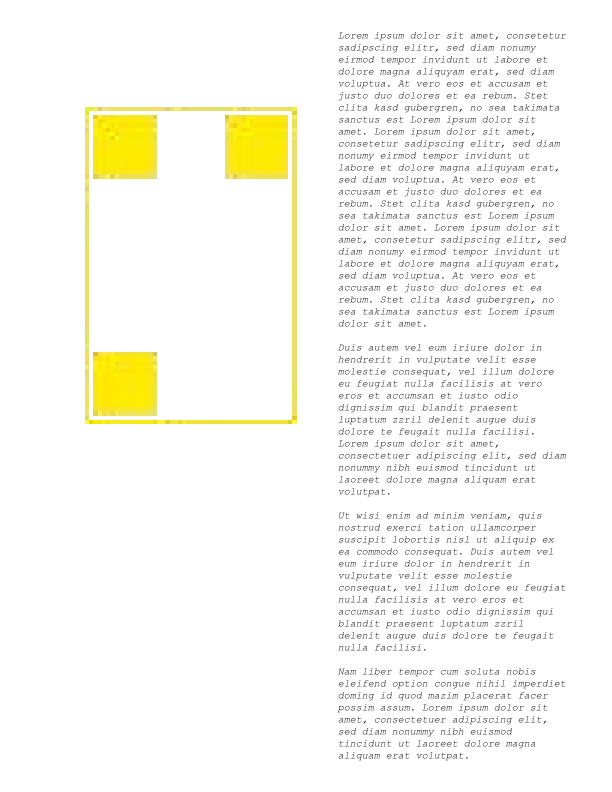 Lorem ipsum dolor sit amet, consetetur
sadipscing elitr, sed diam nonumy
eirmod tempor invidunt ut labore et
dolore magna aliquyam erat, sed diam
voluptua. At vero eos et accusam et
justo duo dolores et ea rebum. Stet
clita kasd gubergren, no sea takimata
sanctus est Lorem ipsum dolor sit
amet. Lorem ipsum dolor sit amet,
consetetur sadipscing elitr, sed diam
nonumy eirmod tempor invidunt ut
labore et dolore magna aliquyam erat,
sed diam voluptua. At vero eos et
accusam et justo duo dolores et ea
rebum. Stet clita kasd gubergren, no
sea takimata sanctus est Lorem ipsum
dolor sit amet. Lorem ipsum dolor sit
amet, consetetur sadipscing elitr, sed
diam nonumy eirmod tempor invidunt ut
labore et dolore magna aliquyam erat,
sed diam voluptua. At vero eos et
accusam et justo duo dolores et ea
rebum. Stet clita kasd gubergren, no
sea takimata sanctus est Lorem ipsum
dolor sit amet.

Duis autem vel eum iriure dolor in
hendrerit in vulputate velit esse
molestie consequat, vel illum dolore
eu feugiat nulla facilisis at vero
eros et accumsan et iusto odio
dignissim qui blandit praesent
luptatum zzril delenit augue duis
dolore te feugait nulla facilisi.
Lorem ipsum dolor sit amet,
consectetuer adipiscing elit, sed diam
nonummy nibh euismod tincidunt ut
laoreet dolore magna aliquam erat
volutpat.

Ut wisi enim ad minim veniam, quis
nostrud exerci tation ullamcorper
suscipit lobortis nisl ut aliquip ex
ea commodo consequat. Duis autem vel
eum iriure dolor in hendrerit in
vulputate velit esse molestie
consequat, vel illum dolore eu feugiat
nulla facilisis at vero eros et
accumsan et iusto odio dignissim qui
blandit praesent luptatum zzril
delenit augue duis dolore te feugait
nulla facilisi.

Nam liber tempor cum soluta nobis
eleifend option congue nihil imperdiet
doming id quod mazim placerat facer
possim assum. Lorem ipsum dolor sit
amet, consectetuer adipiscing elit,
sed diam nonummy nibh euismod
tincidunt ut laoreet dolore magna
aliquam erat volutpat.